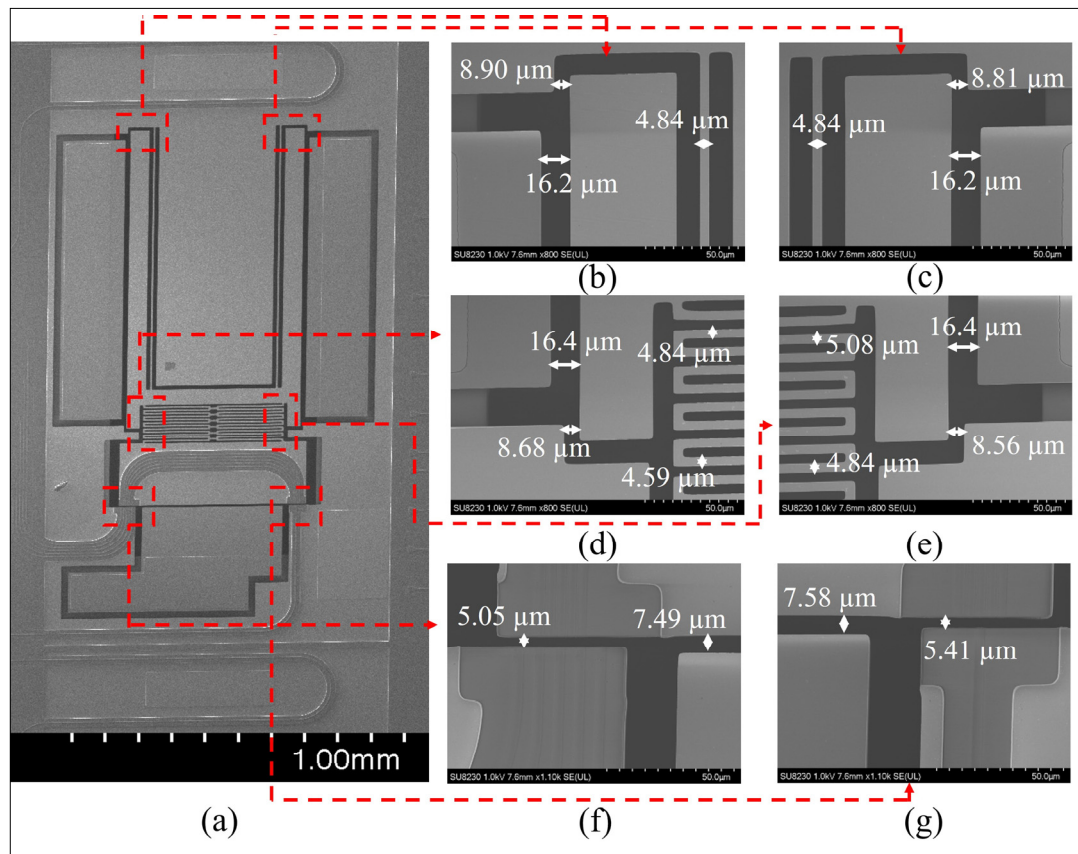 1.00mm
(a)
8.90 µm
4.84 µm
16.2 µm
SU8230 1.0kV 7.6mm x800 SE(UL) 50.0µm
(b)
8.81 µm
4.84 µm
16.2 µm
SU8230 1.0kV 7.6mm x800 SE(UL) 50.0µm
(c)
16.4 µm
4.84 µm
8.68 µm
4.59 µm
SU8230 1.0kV 7.6mm x800 SE(UL) 50.0µm
(d)
16.4 µm
5.08 µm
8.56 µm
4.84 µm
SU8230 1.0kV 7.6mm x800 SE(UL) 50.0µm
(e)
5.05 µm
7.49 µm
SU8230 1.0kV 7.6mm x1.10k SE(UL) 50.0µm
(f)
7.58 µm
5.41 µm
SU8230 1.0kV 7.6mm x1.10k SE(UL) 50.0µm
(g)